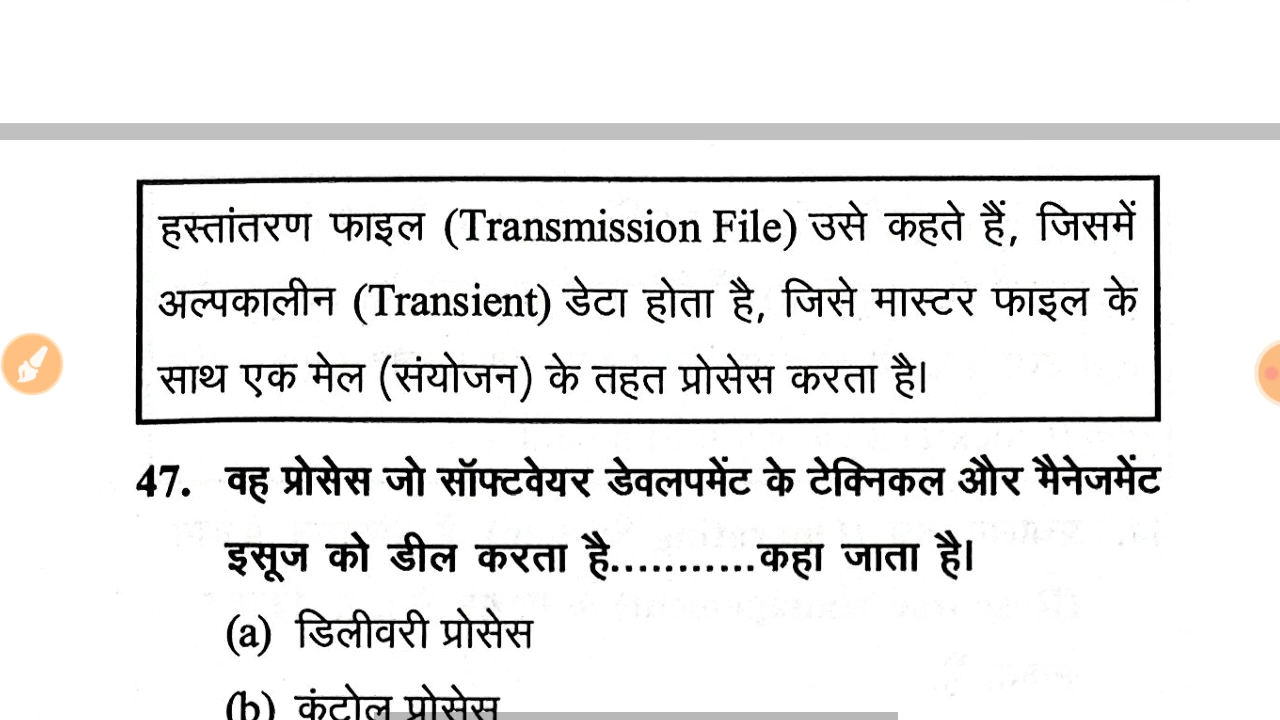 हस्तांतरण फाइल (Transmission File) उसे कहते हैं, जिसमें
अल्पकालीन (Transient) डेटा होता है, जिसे मास्टर फाइल के
साथ एक मेल (संयोजन) के तहत प्रोसेस करता है।
47. वह प्रोसेस जो सॉफ्टवेयर डेवलपमेंट के टेक्निकल और मैनेजमेंट
इसूज को डील करता है...........कहा जाता है।
(a) डिलीवरी प्रोसेस
(b) कंट्रोल प्रोसेस